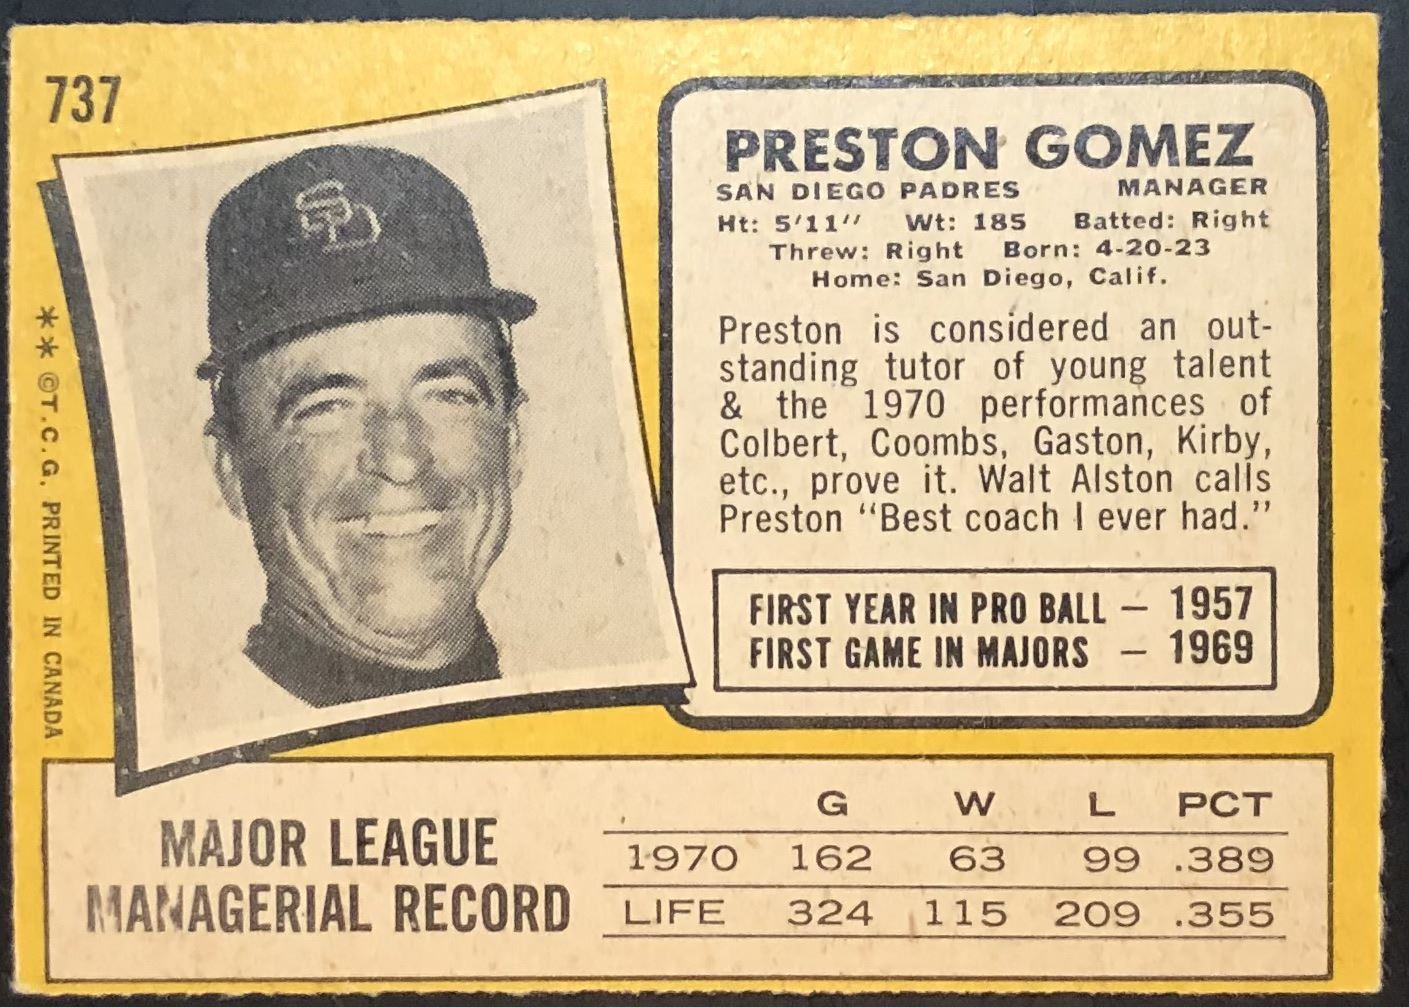 737
SD
** ©T.C.G. PRINTED IN CANADA
PRESTON GOMEZ
SAN DIEGO PADRES MANAGER
Ht: 5'11" Wt: 185 Batted: Right
Threw: Right Born: 4-20-23
Home: San Diego, Calif.
Preston is considered an out-
standing tutor of young talent
& the 1970 performances of
Colbert, Coombs, Gaston, Kirby,
etc., prove it. Walt Alston calls
Preston "Best coach I ever had."
FIRST YEAR IN PRO BALL — 1957
FIRST GAME IN MAJORS — 1969
MAJOR LEAGUE
MANAGERIAL RECORD
G W L PCT
1970 162 63 99 .389
LIFE 324 115 209 .355